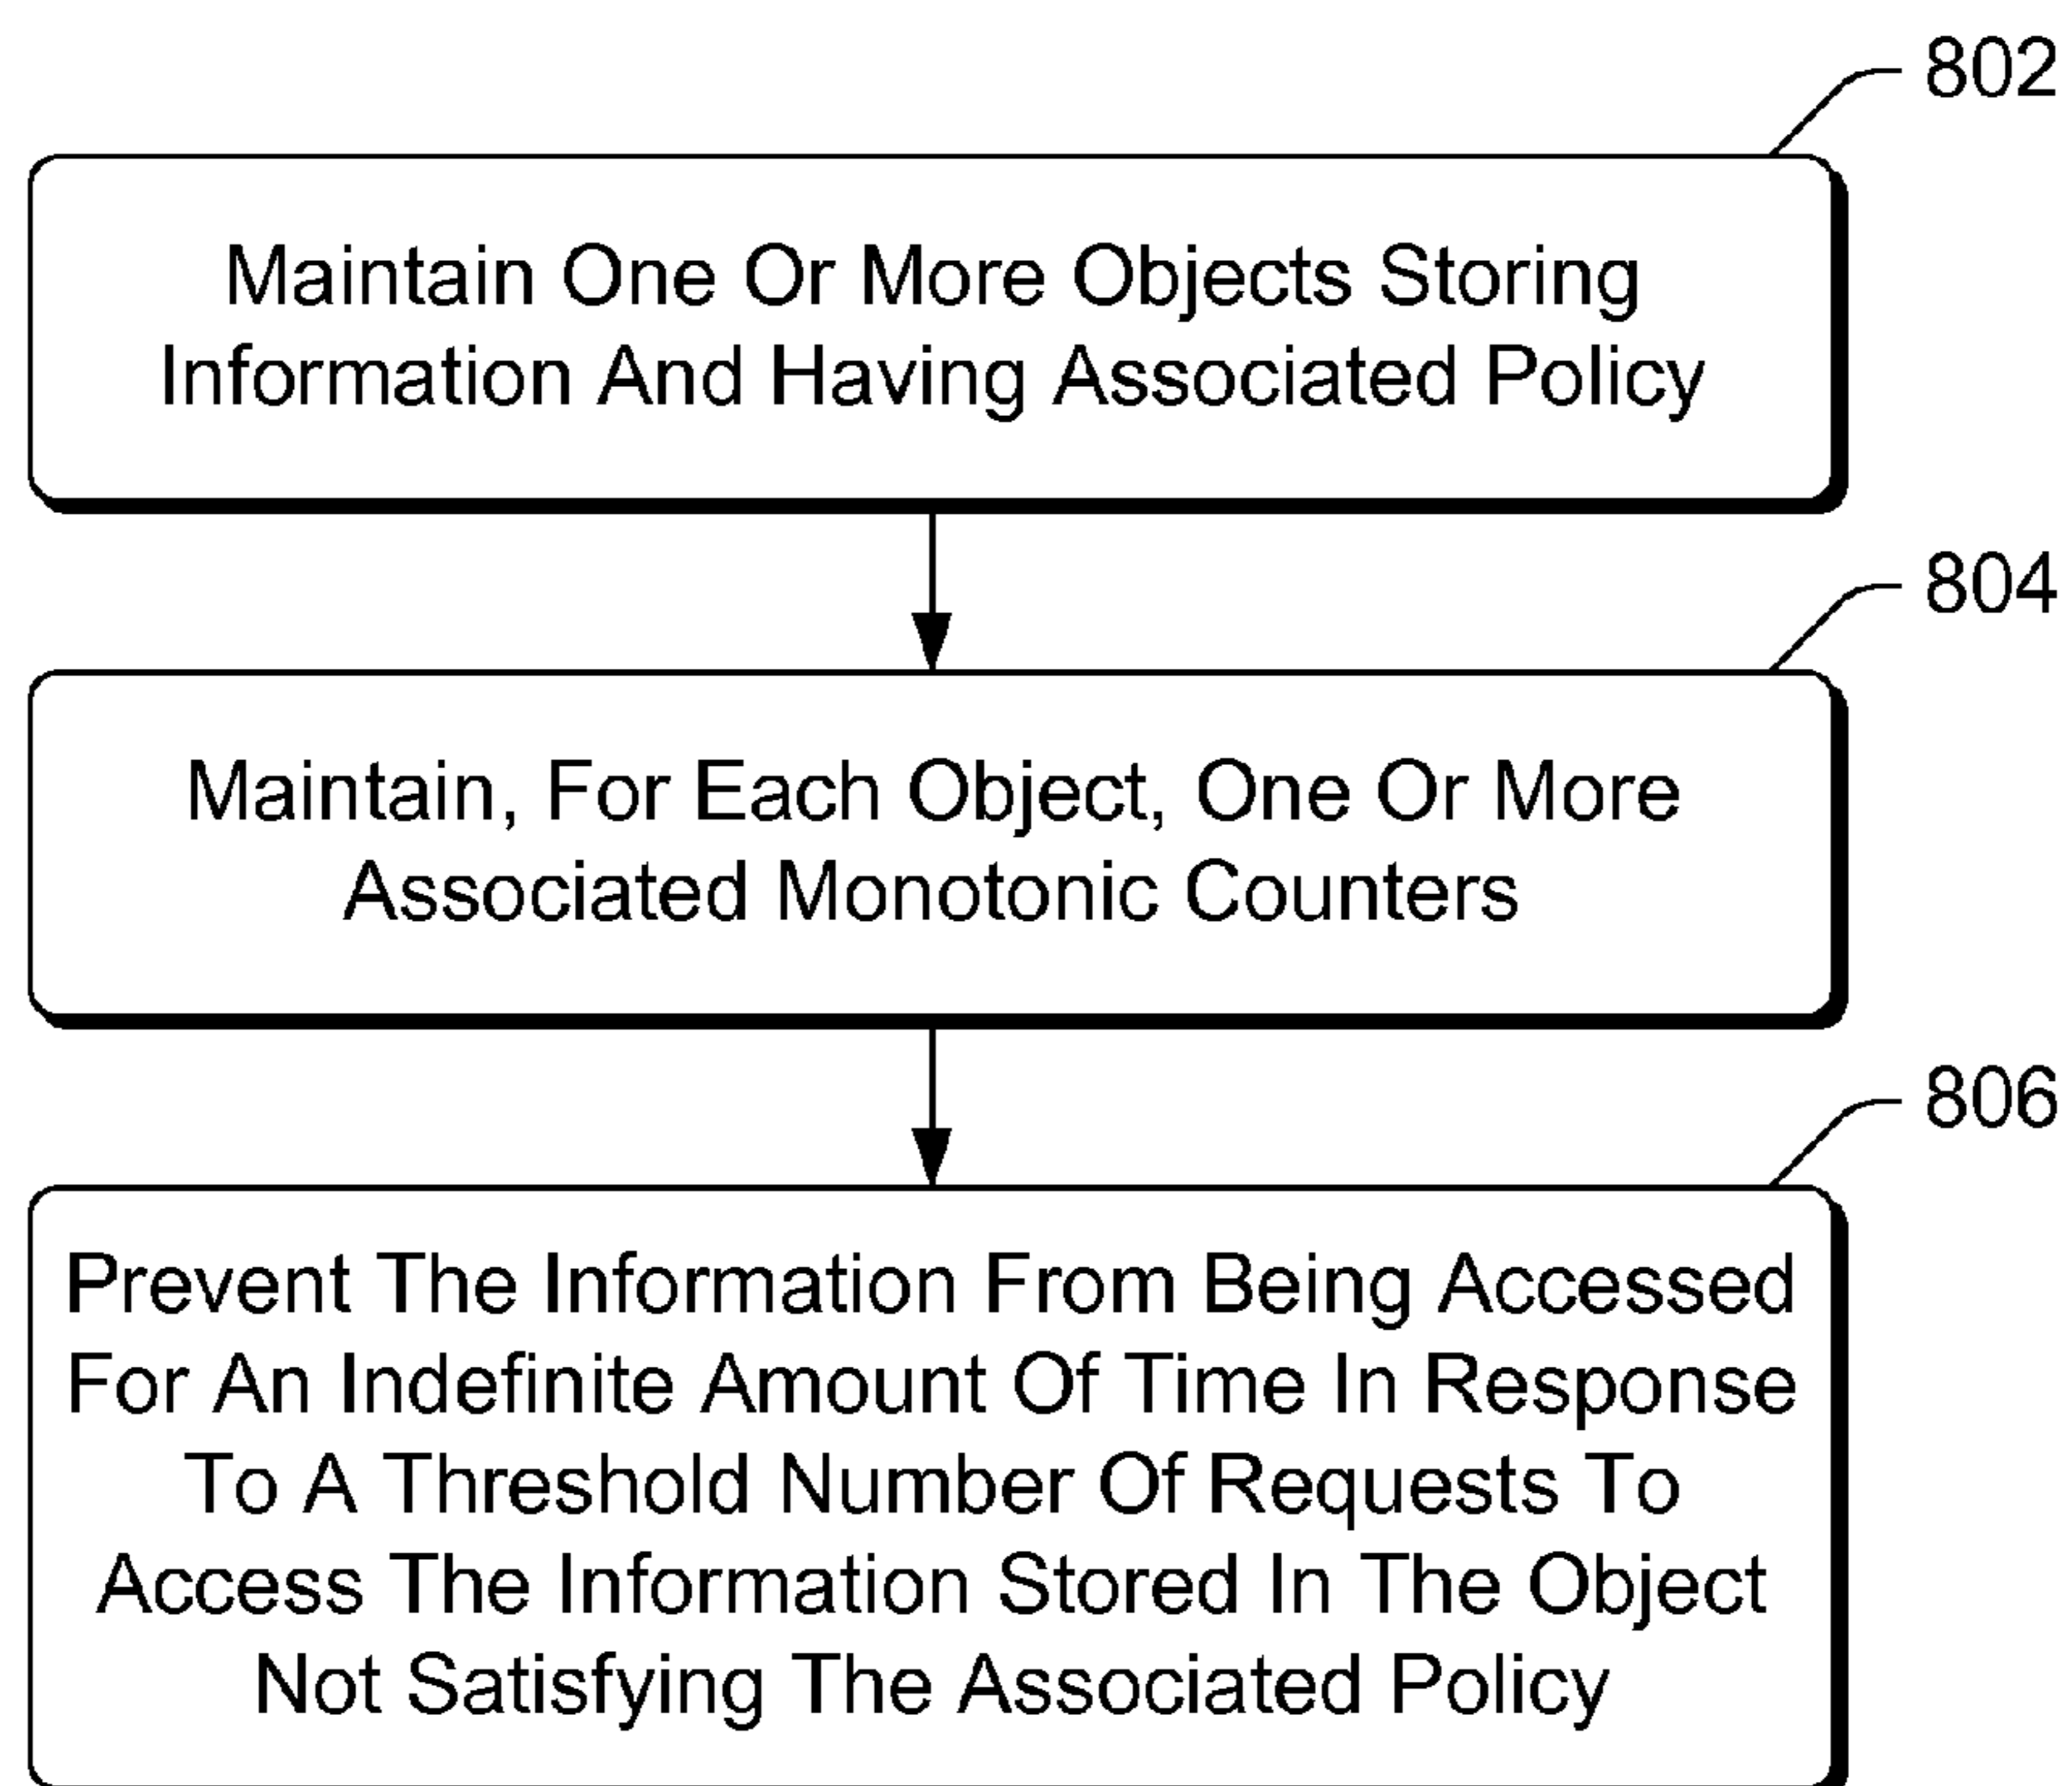 802
Maintain One Or More Objects Storing
Information And Having Associated Policy
804
Maintain, For Each Object, One Or More
Associated Monotonic Counters
806
Prevent The Information From Being Accessed
For An Indefinite Amount Of Time In Response
To A Threshold Number Of Requests To
Access The Information Stored In The Object
Not Satisfying The Associated Policy